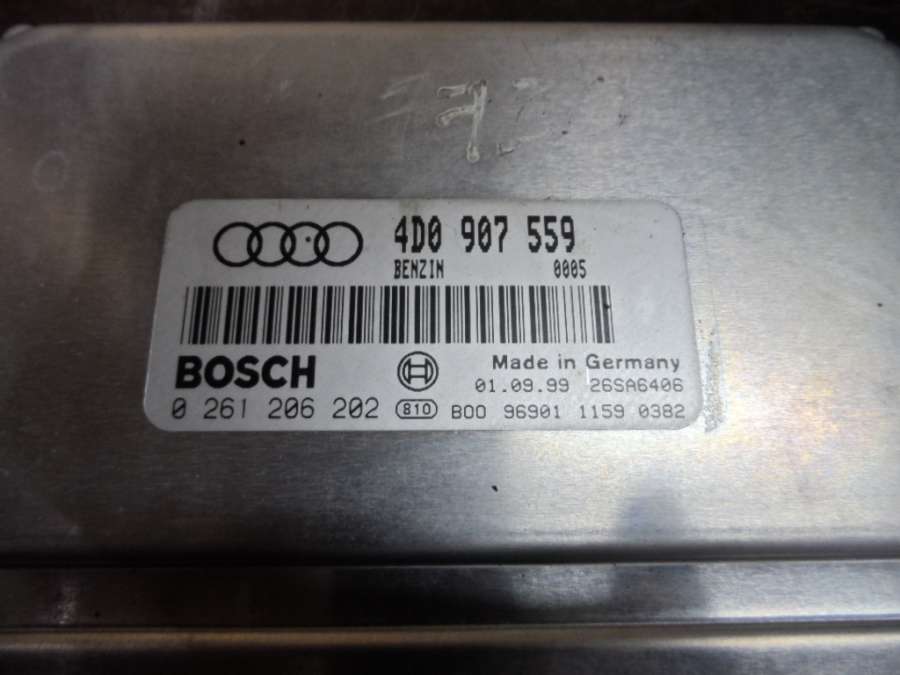 4D0 907 559
BENZIN 0005
BOSCH
Made in Germany
01.09.99 26SA6406
0 261 206 202 810 B00 96901 1159 0382